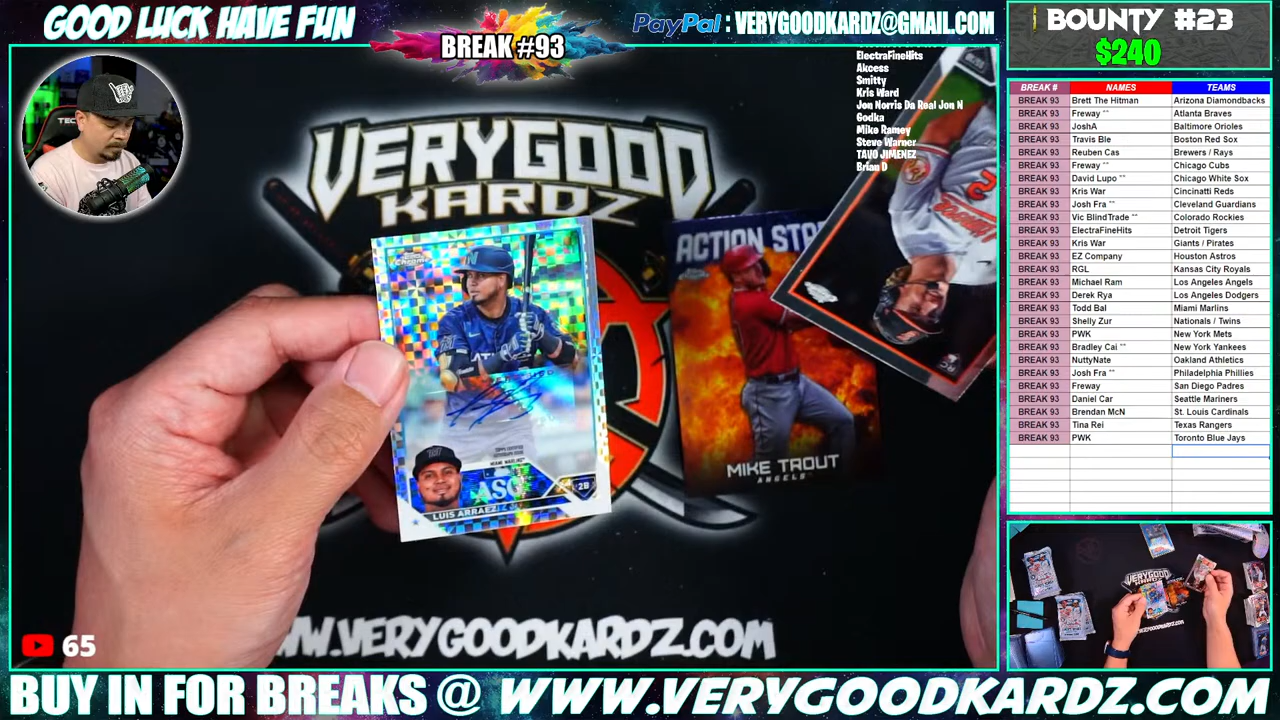 GOOD LUCK HAVE FUN
BREAK #93
PayPal : VERYGOODKARDZ@GMAIL.COM
BOUNTY #23
$240
ElectraFineHits
Akcess
Smitty
Kris Ward
Jon Norris Da Real Jon N
Godka
Mike Ramey
Steve Warner
TAVO JIMENEZ
Brian D
BREAK # NAMES TEAMS
BREAK 93 Brett The Hitman Arizona Diamondbacks
BREAK 93 Freway ** Atlanta Braves
BREAK 93 JoshA Baltimore Orioles
BREAK 93 Travis Ble Boston Red Sox
BREAK 93 Reuben Cas Brewers / Rays
BREAK 93 Freway ** Chicago Cubs
BREAK 93 David Lupo ** Chicago White Sox
BREAK 93 Kris War Cincinatti Reds
BREAK 93 Josh Fra ** Cleveland Guardians
BREAK 93 Vic BlindTrade ** Colorado Rockies
BREAK 93 ElectraFineHits Detroit Tigers
BREAK 93 Kris War Giants / Pirates
BREAK 93 EZ Company Houston Astros
BREAK 93 RGL Kansas City Royals
BREAK 93 Michael Ram Los Angeles Angels
BREAK 93 Derek Rya Los Angeles Dodgers
BREAK 93 Todd Bal Miami Marlins
BREAK 93 Shelly Zur Nationals / Twins
BREAK 93 PWK New York Mets
BREAK 93 Bradley Cai ** New York Yankees
BREAK 93 NuttyNate Oakland Athletics
BREAK 93 Josh Fra ** Philadelphia Phillies
BREAK 93 Freway San Diego Padres
BREAK 93 Daniel Car Seattle Mariners
BREAK 93 Brendan McN St. Louis Cardinals
BREAK 93 Tina Rei Texas Rangers
BREAK 93 PWK Toronto Blue Jays
VERYGOOD
KARDZ
ACTION STA
MIKE TROUT
ANGELS
MIAMI MARLINS
ASG
2B
LUIS ARRAEZ
W.VERYGOODKARDZ.COM
65
BUY IN FOR BREAKS @ WWW.VERYGOODKARDZ.COM